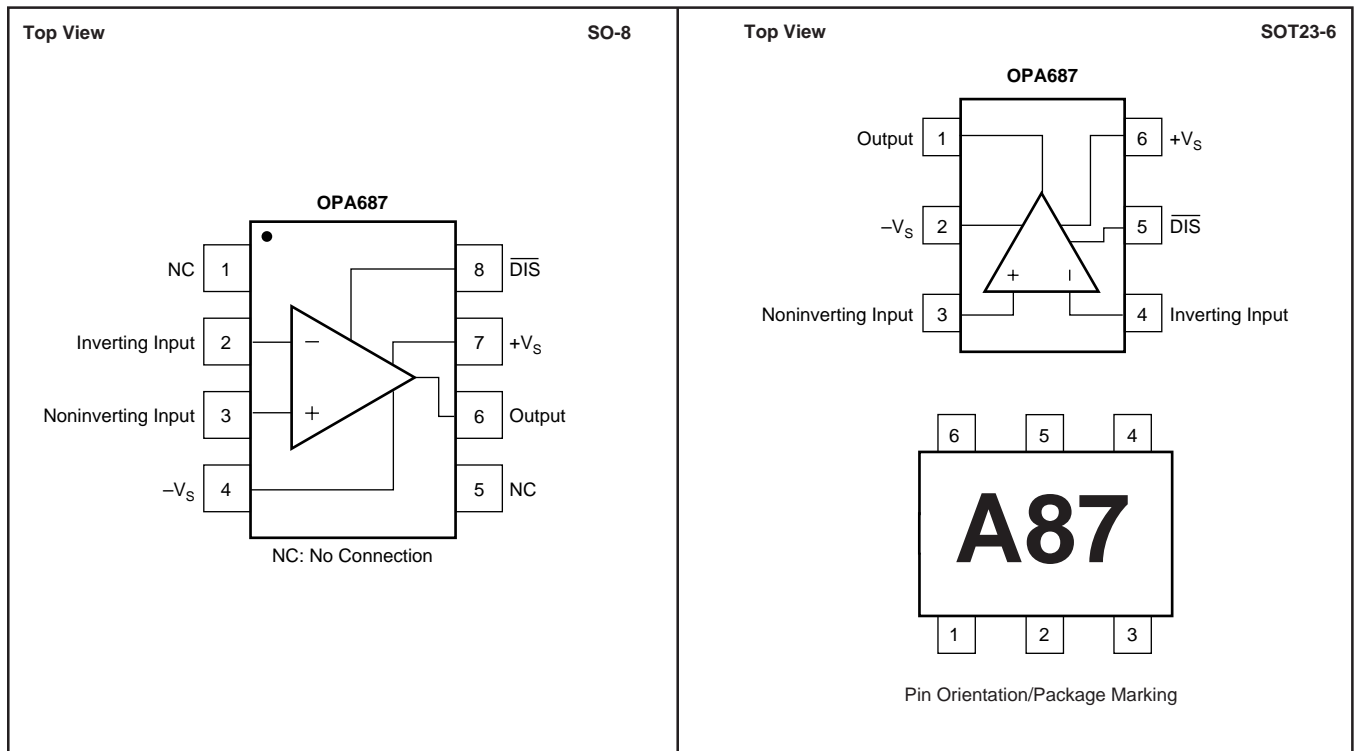 Top View SO-8
OPA687
NC 1 8 D̅I̅S̅
Inverting Input 2 − 7 +VS
Noninverting Input 3 + 6 Output
–VS 4 5 NC
NC: No Connection
Top View SOT23-6
OPA687
Output 1 6 +VS
–VS 2 5 D̅I̅S̅
+ −
Noninverting Input 3 4 Inverting Input
6 5 4
A87
1 2 3
Pin Orientation/Package Marking